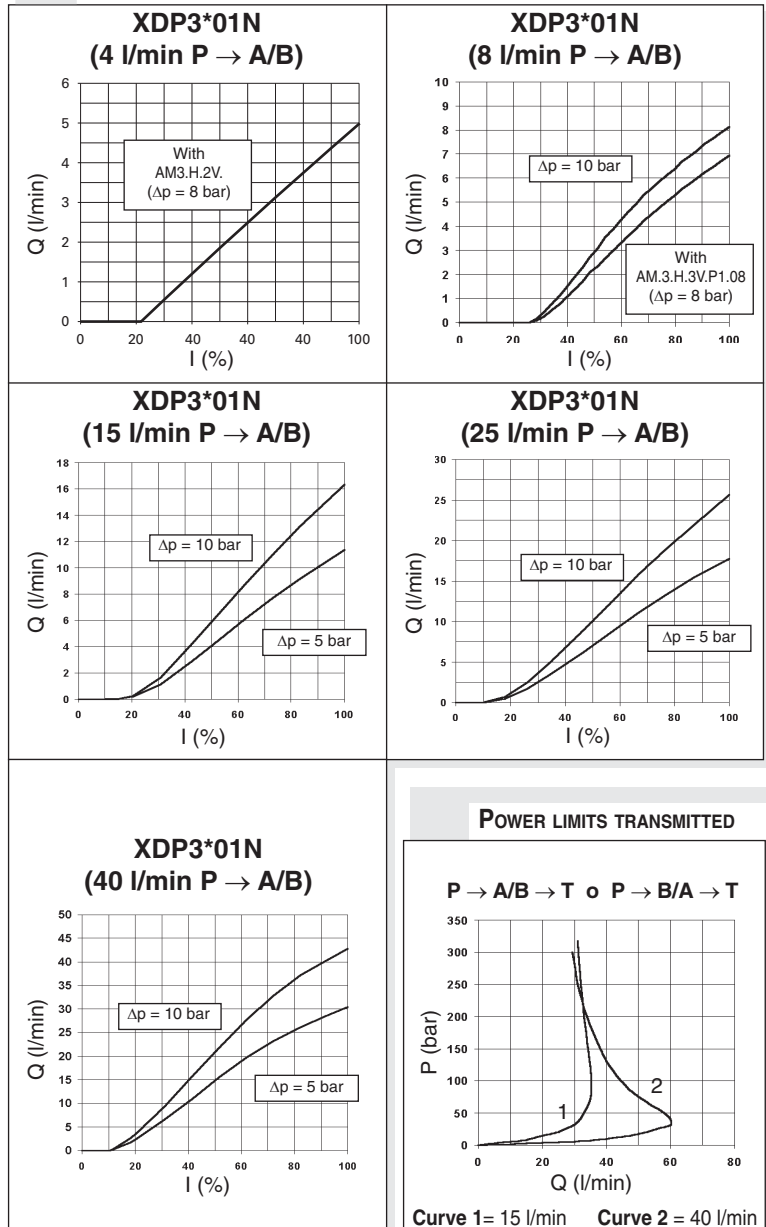 XDP3*01N
(4 l/min P → A/B)
6
5
4
3
2
1
0
Q (l/min)
With
AM3.H.2V.
(Δp = 8 bar)
0 20 40 40 40 100
I (%)
XDP3*01N
(8 l/min P → A/B)
10
9
8
7
6
5
4
3
2
1
0
Q (l/min)
Δp = 10 bar
With
AM.3.H.3V.P1.08
(Δp = 8 bar)
0 20 40 60 80 100
I (%)
XDP3*01N
(15 l/min P → A/B)
18
16
14
12
10
8
6
4
2
0
Q (l/min)
Δp = 10 bar
Δp = 5 bar
0 20 40 60 80 100
I (%)
XDP3*01N
(25 l/min P → A/B)
30
25
20
15
10
5
0
Q (l/min)
Δp = 10 bar
Δp = 5 bar
0 20 40 60 80 100
I (%)
XDP3*01N
(40 l/min P → A/B)
50
45
40
35
30
25
20
15
10
5
0
Q (l/min)
Δp = 10 bar
Δp = 5 bar
0 20 40 60 80 100
I (%)
POWER LIMITS TRANSMITTED
P → A/B → T o P → B/A → T
350
300
250
200
150
100
50
0
P (bar)
1
2
0 20 40 60 80
Q (l/min)
Curve 1= 15 l/min Curve 2 = 40 l/min